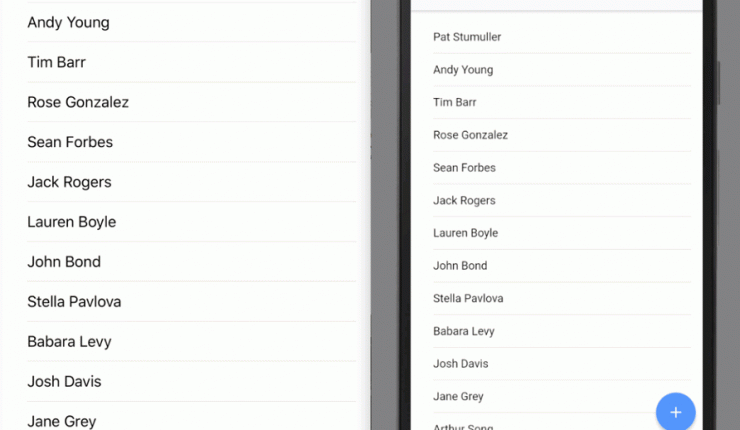 Andy Young
Tim Barr
Rose Gonzalez
Sean Forbes
Jack Rogers
Lauren Boyle
John Bond
Stella Pavlova
Babara Levy
Josh Davis
Jane Grey
Pat Stumuller
Andy Young
Tim Barr
Rose Gonzalez
Sean Forbes
Jack Rogers
Lauren Boyle
John Bond
Stella Pavlova
Babara Levy
Josh Davis
Jane Grey
Arthur Song
+